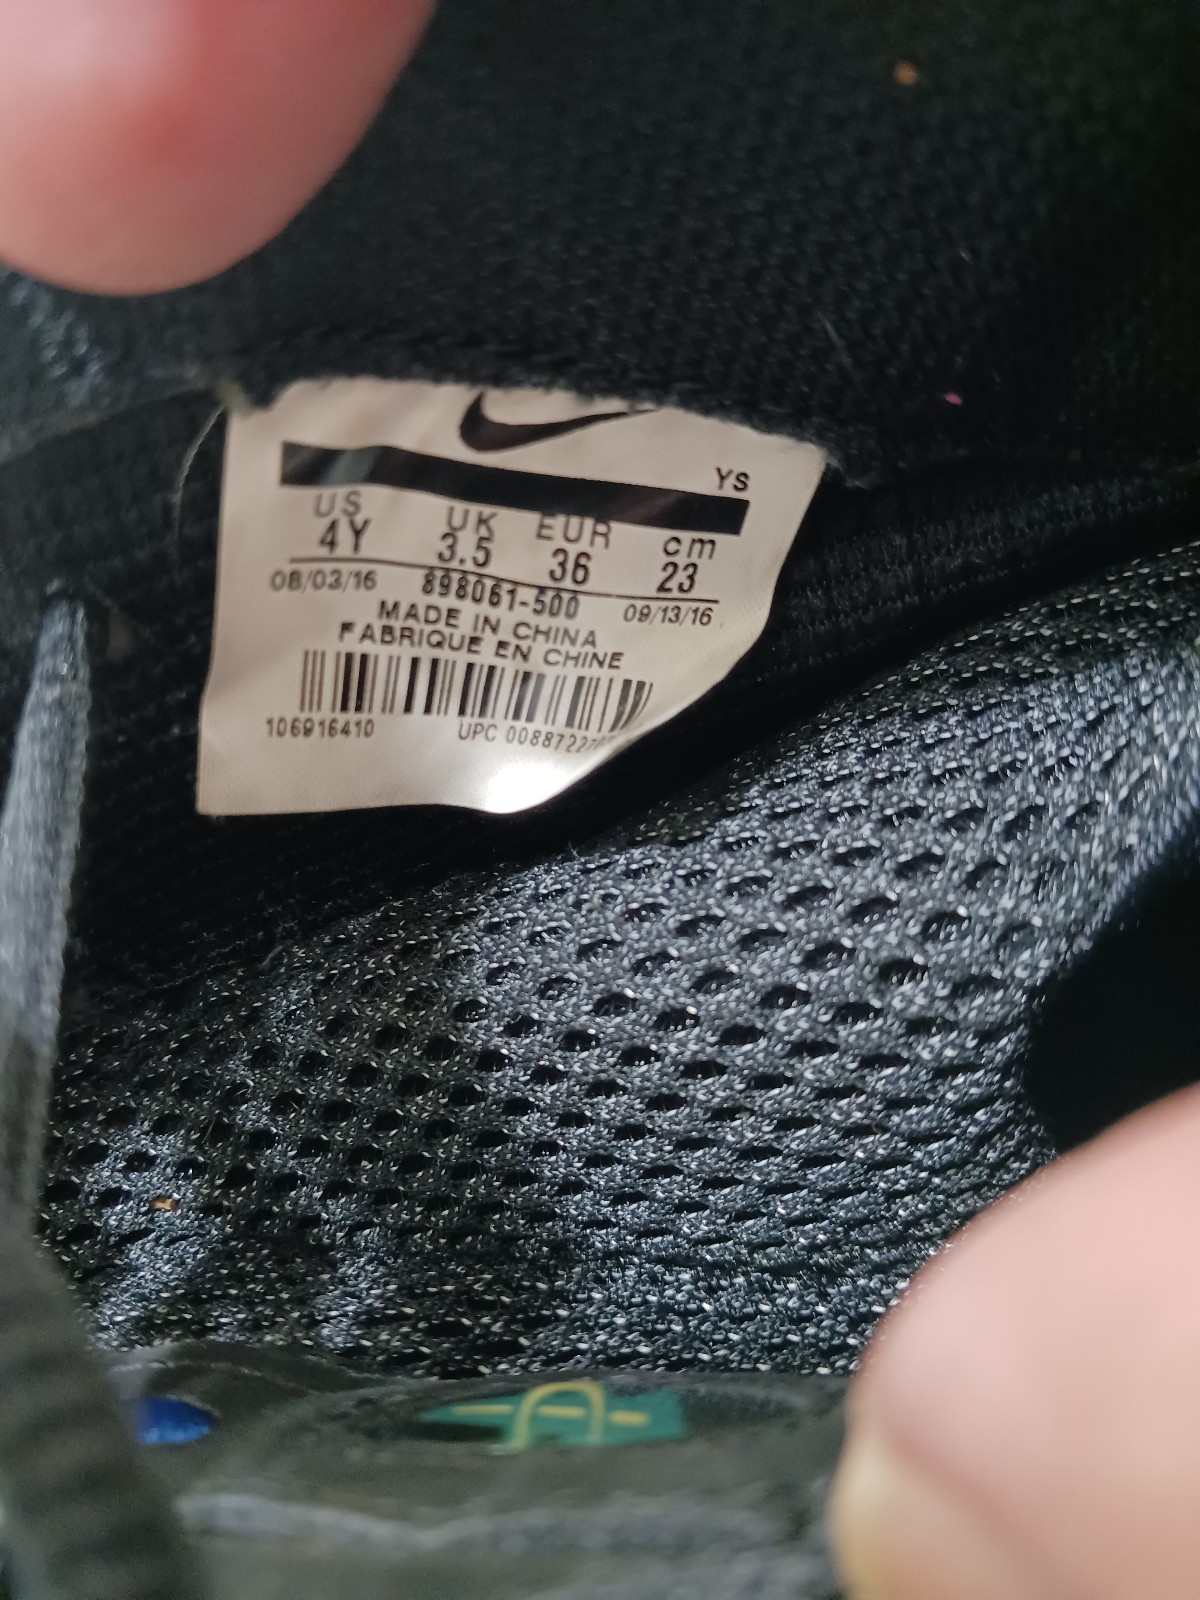 YS
US UK EUR cm
4Y 3.5 36 23
08/03/16 898061-500 09/13/16
MADE IN CHINA
FABRIQUE EN CHINE
106916410 UPC